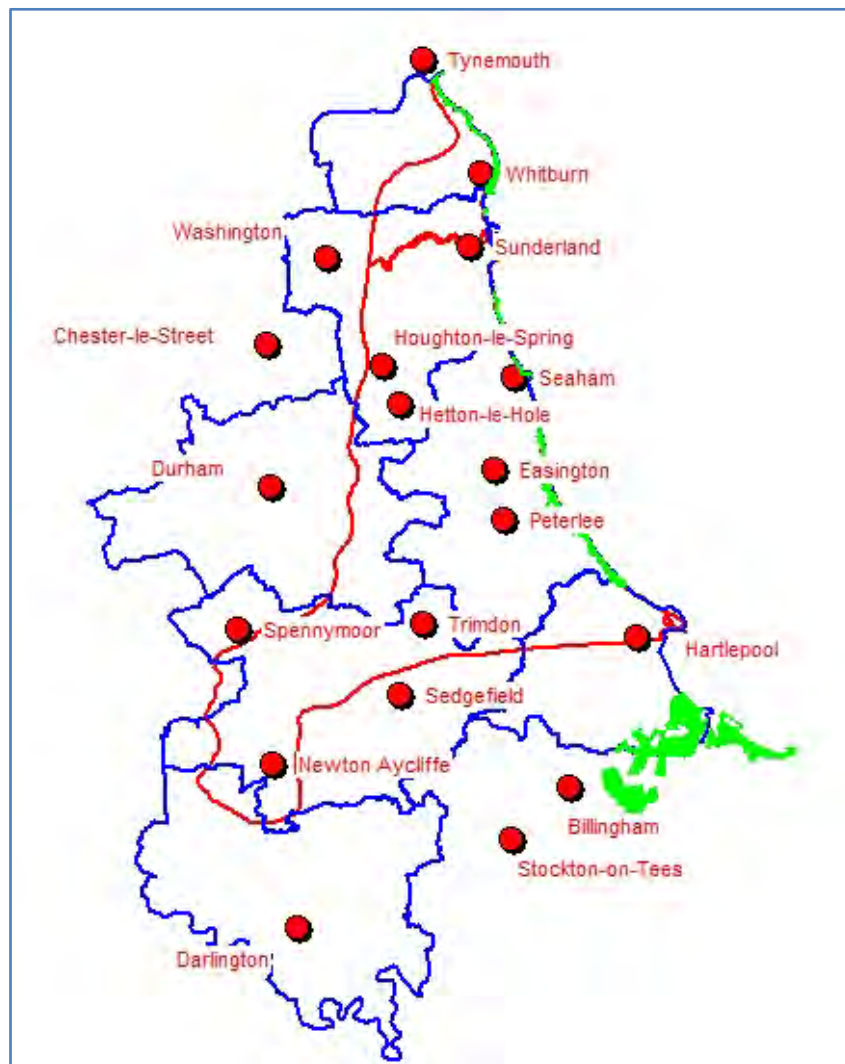 Tynemouth
Whitburn
Washington
Sunderland
Chester-le-Street
Houghton-le-Spring
Seaham
Hetton-le-Hole
Durham
Easington
Peterlee
Spennymoor
Trimdon
Hartlepool
Sedgefield
Newton Aycliffe
Billingham
Stockton-on-Tees
Darlington